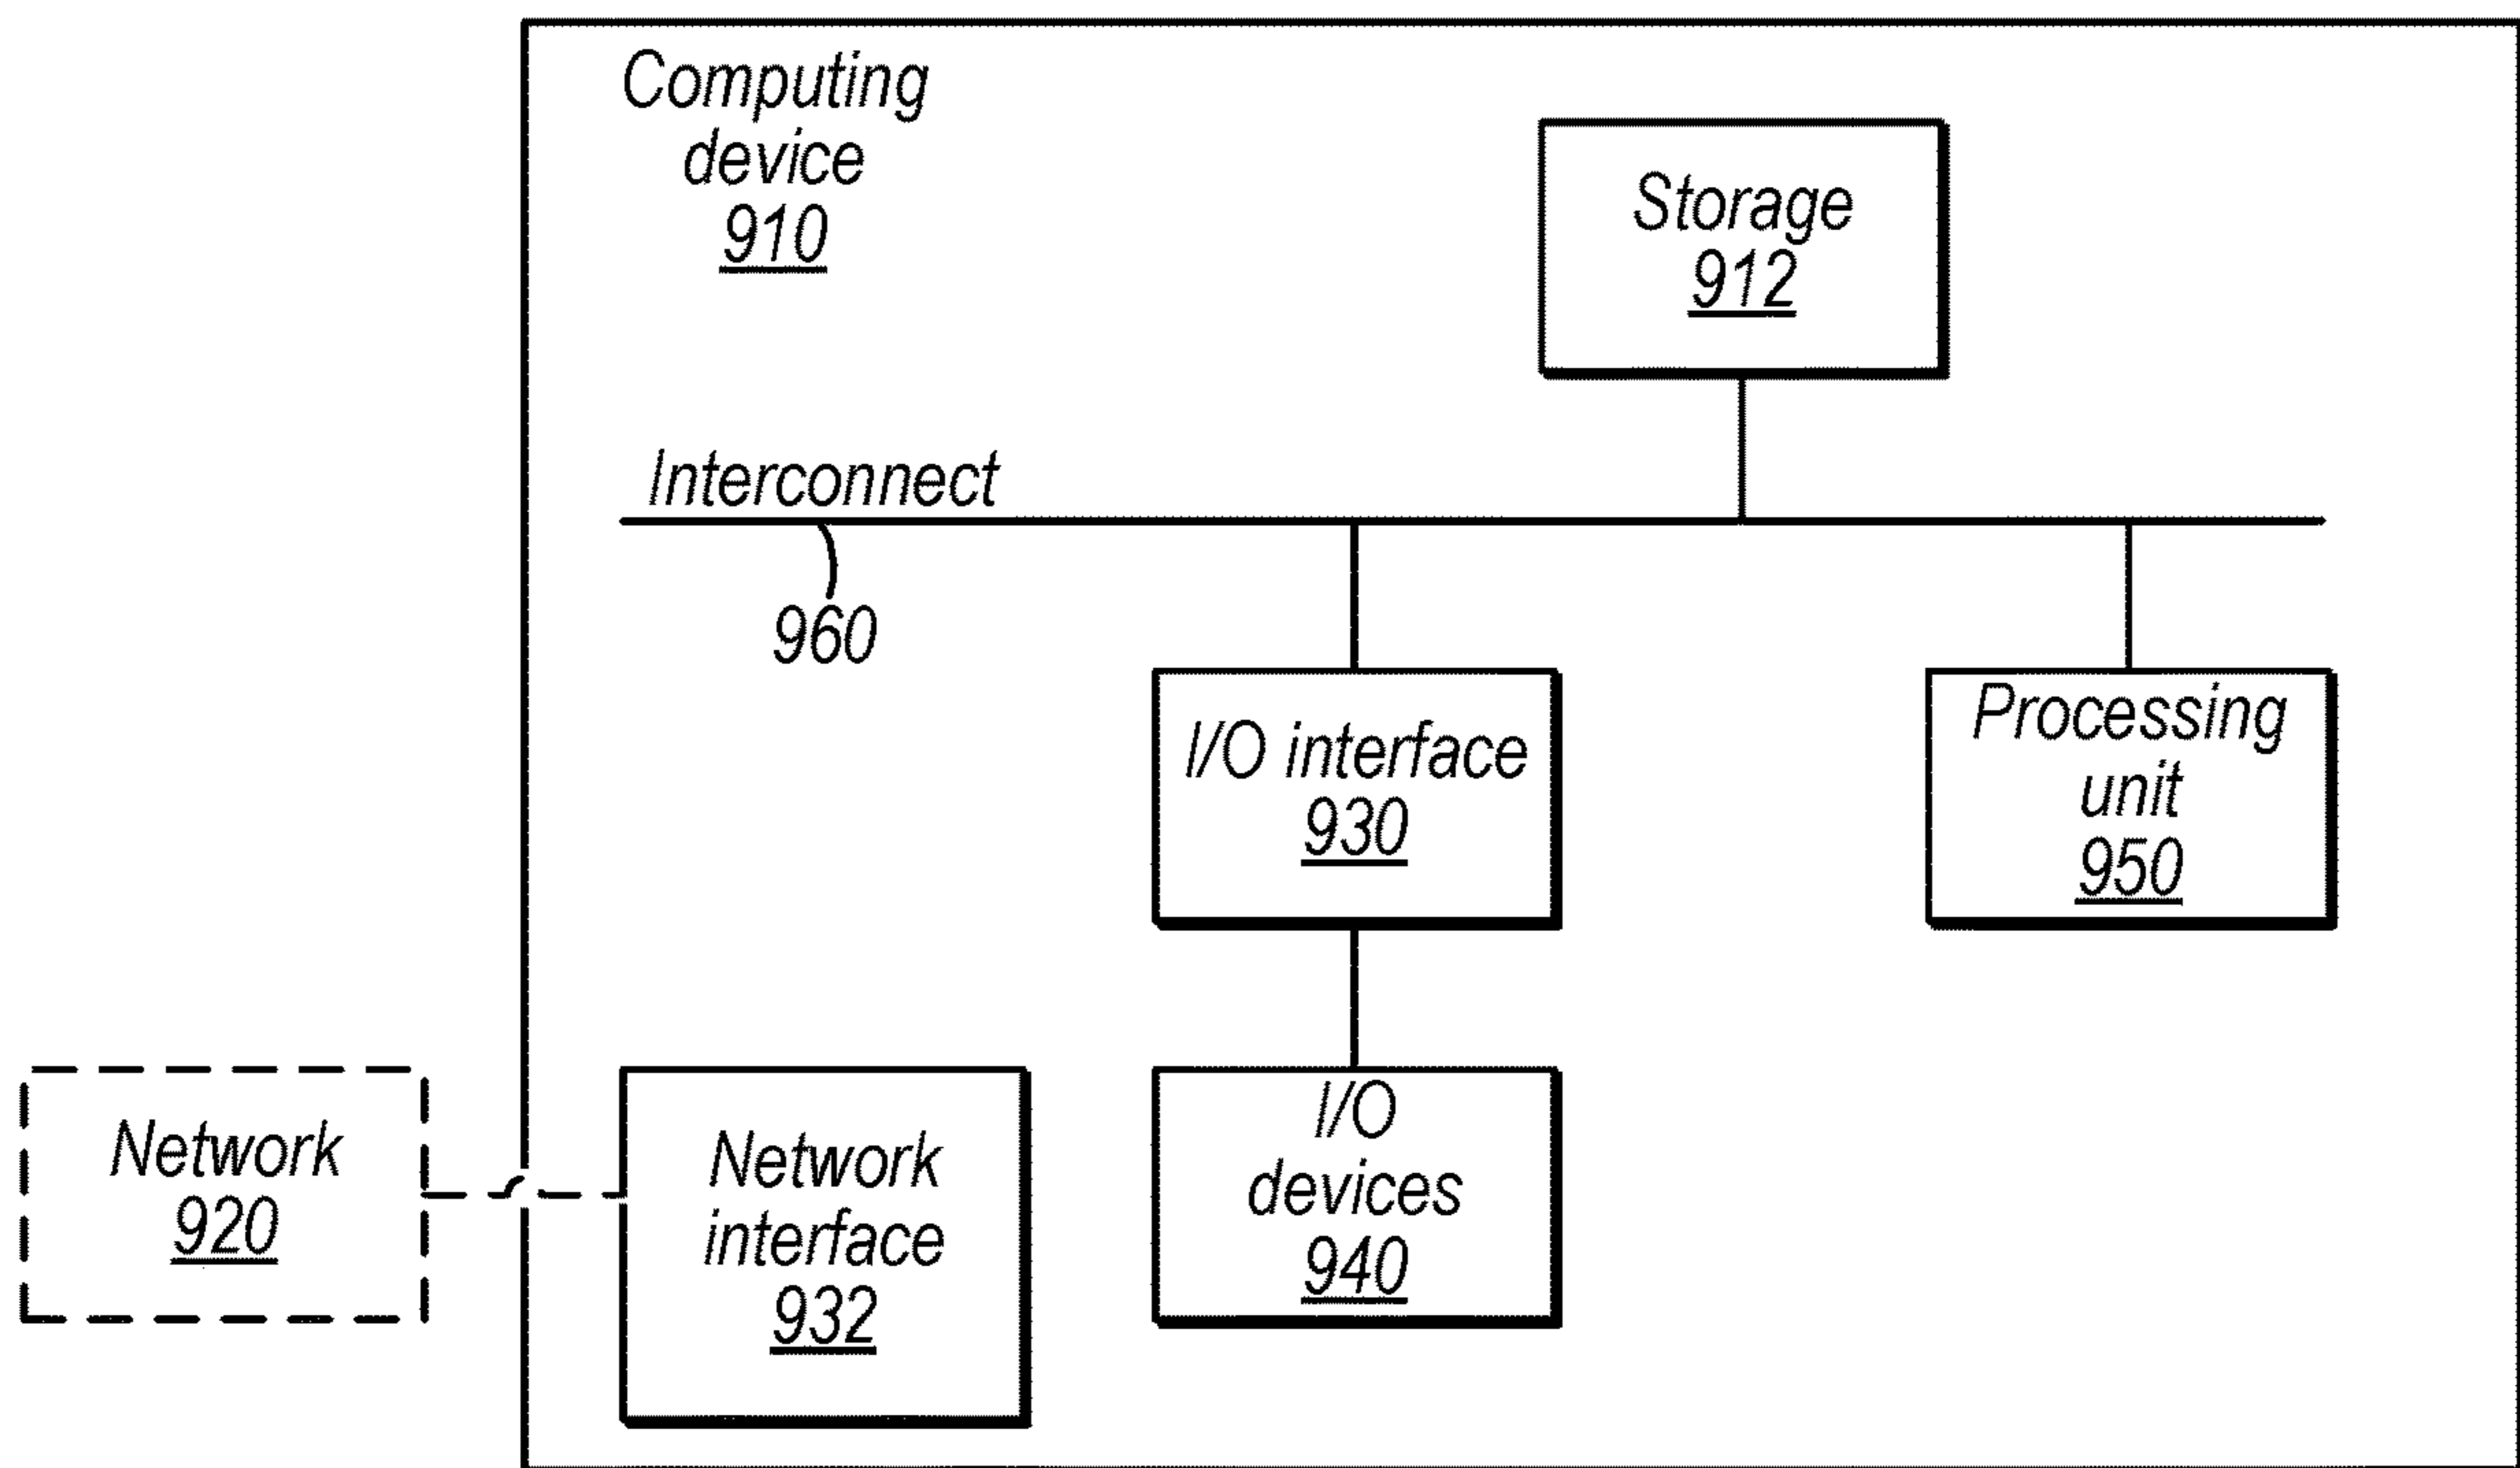 Computing
device
910
Storage
912
Interconnect
960
I/O interface
930
Processing
unit
950
Network
920
Network
interface
932
I/O
devices
940